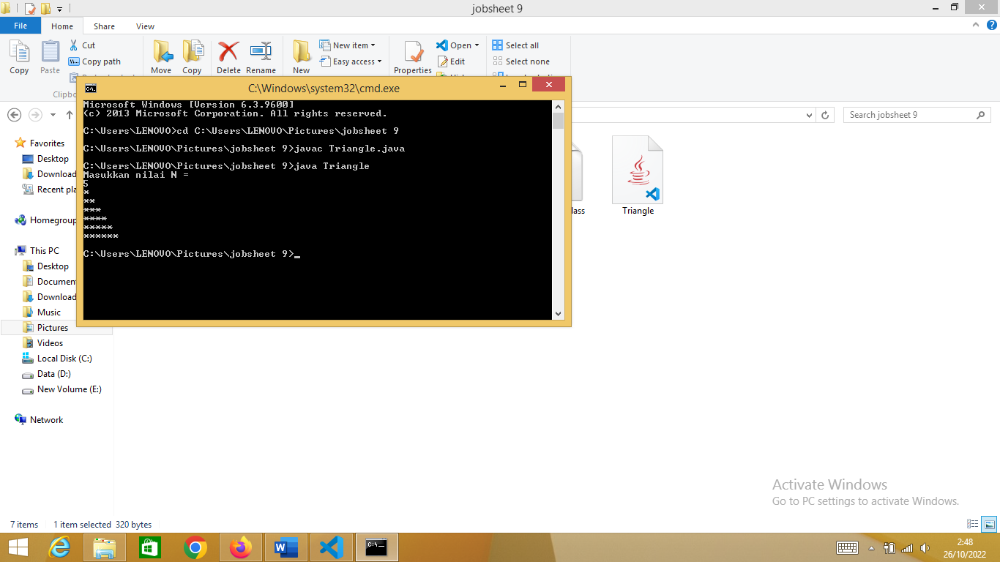 jobsheet 9
File
Home
Share
View
Copy
Paste
Cut
Copy path
Move
Copy
Delete
Rename
New
New item
Easy access
Properties
Open
Edit
Select all
Select none
C:\Windows\system32\cmd.exe
Microsoft Windows [Version 6.3.9600]
(c) 2013 Microsoft Corporation. All rights reserved.
C:\Users\LENOVO>cd C:\Users\LENOVO\Pictures\jobsheet 9
C:\Users\LENOVO\Pictures\jobsheet 9>javac Triangle.java
C:\Users\LENOVO\Pictures\jobsheet 9>java Triangle
Masukkan nilai N =
5
*
**
***
****
*****
******
C:\Users\LENOVO\Pictures\jobsheet 9>_
Search jobsheet 9
Favorites
Desktop
Download
Recent pla
Homegroup
This PC
Desktop
Documen
Download
Music
Pictures
Videos
Local Disk (C:)
Data (D:)
New Volume (E:)
Network
lass
Triangle
Activate Windows
Go to PC settings to activate Windows.
7 items
1 item selected 320 bytes
2:48
26/10/2022